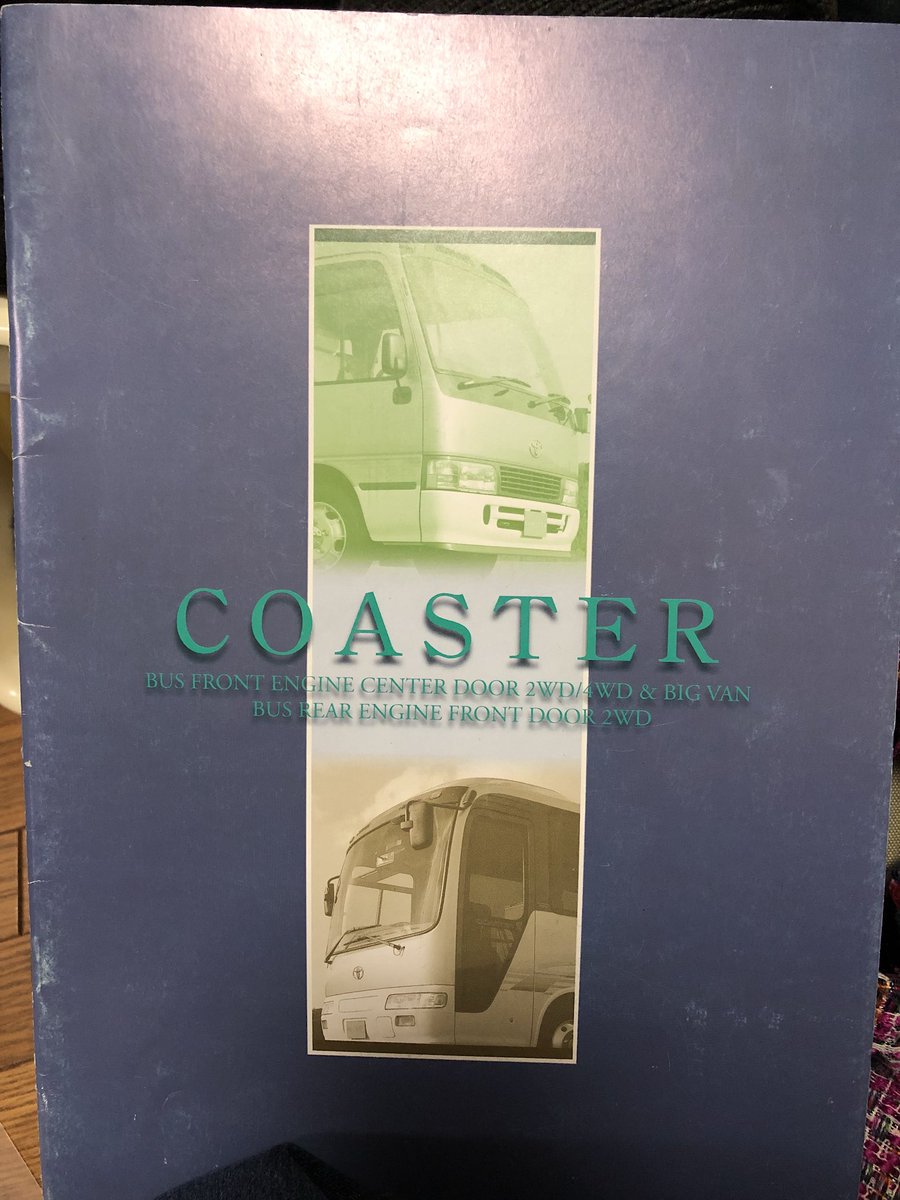 COASTER
BUS FRONT ENGINE CENTER DOOR 2WD/4WD & BIG VAN
BUS REAR ENGINE FRONT DOOR 2WD